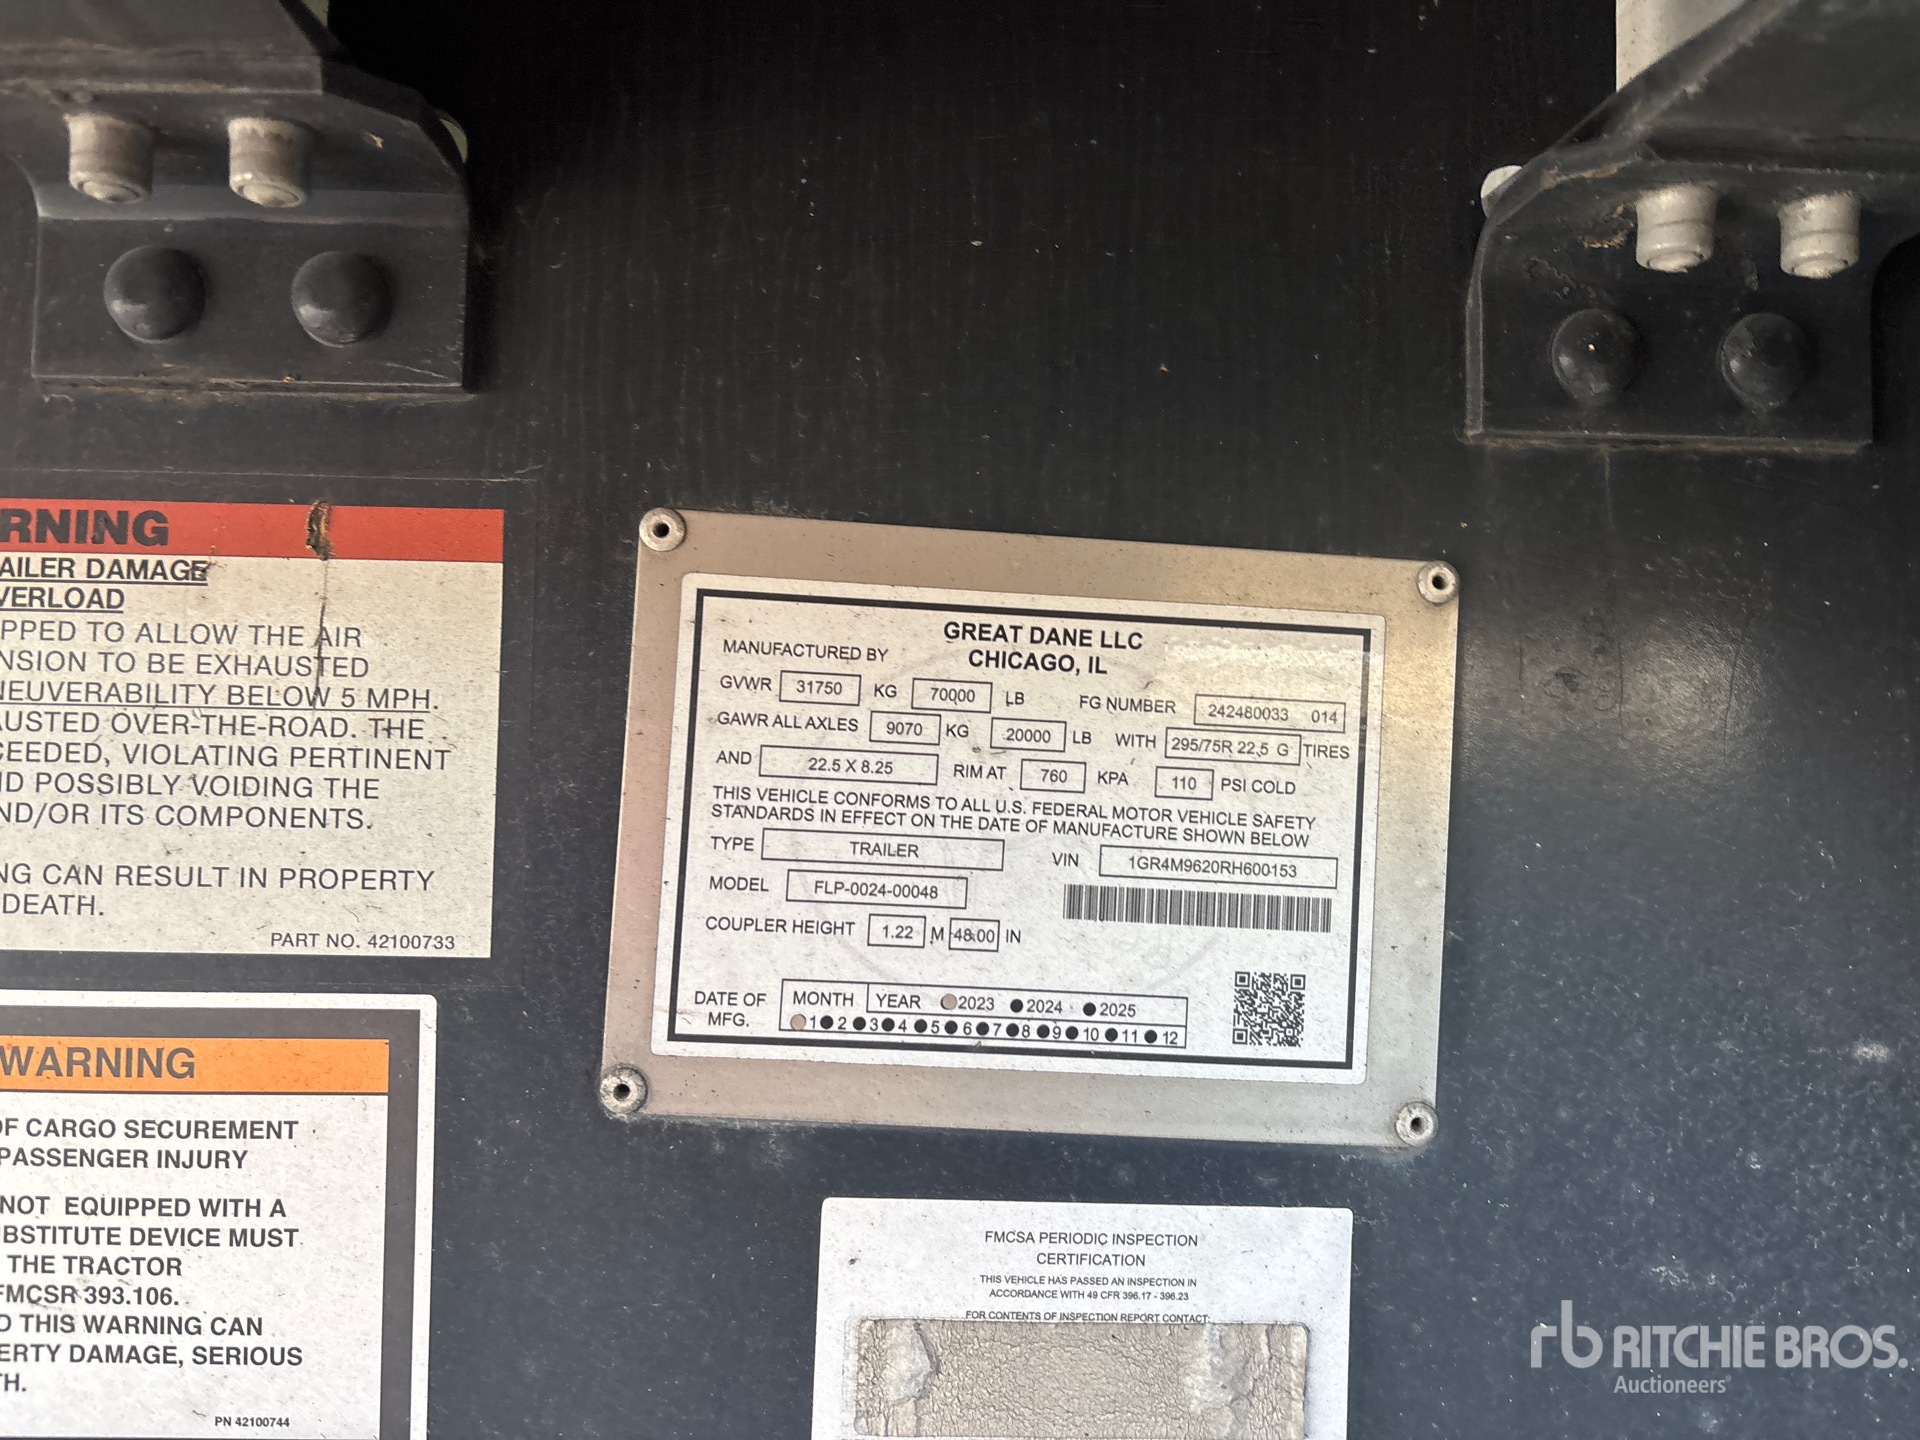 RNING
AILER DAMAGE
VERLOAD
PPED TO ALLOW THE AIR
NSION TO BE EXHAUSTED
NEUVERABILITY BELOW 5 MPH.
AUSTED OVER-THE-ROAD. THE
CEEDED, VIOLATING PERTINENT
ND POSSIBLY VOIDING THE
ND/OR ITS COMPONENTS.
NG CAN RESULT IN PROPERTY
DEATH.
PART NO. 42100733
WARNING
OF CARGO SECUREMENT
PASSENGER INJURY
NOT EQUIPPED WITH A
UBSTITUTE DEVICE MUST
THE TRACTOR
FMCSR 393.106.
O THIS WARNING CAN
ERTY DAMAGE, SERIOUS
TH.
PN 42100744
MANUFACTURED BY GREAT DANE LLC
CHICAGO, IL
GVWR 31750 KG 70000 LB FG NUMBER 242480033 014
GAWR ALL AXLES 9070 KG 20000 LB WITH 295/75R 22.5 G TIRES
AND 22.5 X 8.25 RIM AT 760 KPA 110 PSI COLD
THIS VEHICLE CONFORMS TO ALL U.S. FEDERAL MOTOR VEHICLE SAFETY
STANDARDS IN EFFECT ON THE DATE OF MANUFACTURE SHOWN BELOW
TYPE TRAILER VIN 1GR4M9620RH600153
MODEL FLP-0024-00048
COUPLER HEIGHT 1.22 M 48.00 IN
DATE OF MFG. MONTH YEAR 2023 2024 2025
1 2 3 4 5 6 7 8 9 10 11 12
FMCSA PERIODIC INSPECTION
CERTIFICATION
THIS VEHICLE HAS PASSED AN INSPECTION IN
ACCORDANCE WITH 49 CFR 396.17 - 396.23
FOR CONTENTS OF INSPECTION REPORT CONTACT:
rb RITCHIE BROS.
Auctioneers